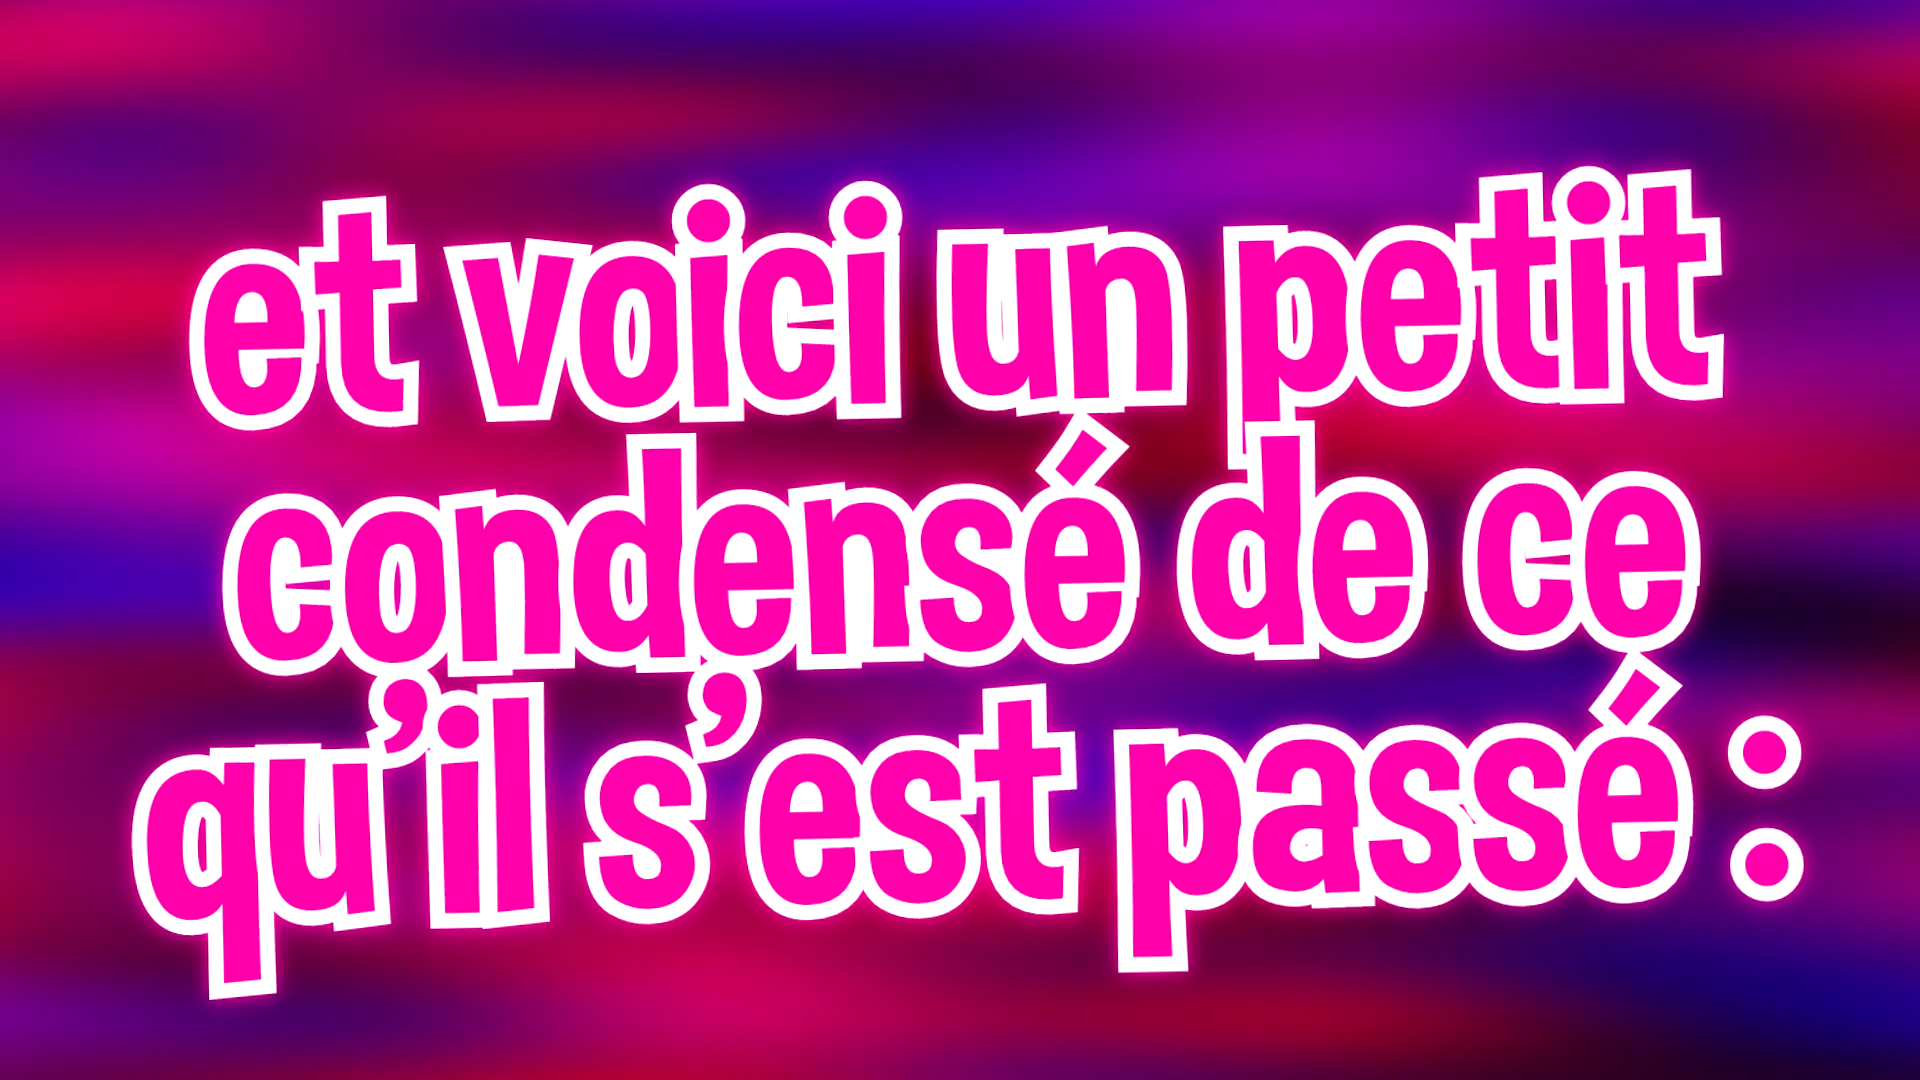 et voici un petit
condensé de ce
qu’il s’est passé :